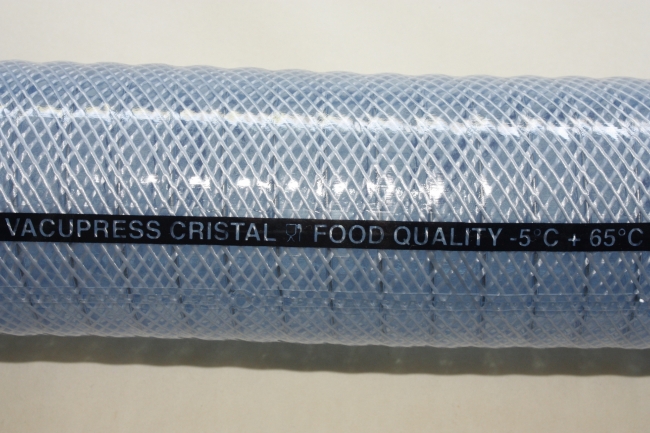 VACUPRESS CRISTAL FOOD QUALITY -5°C + 65°C